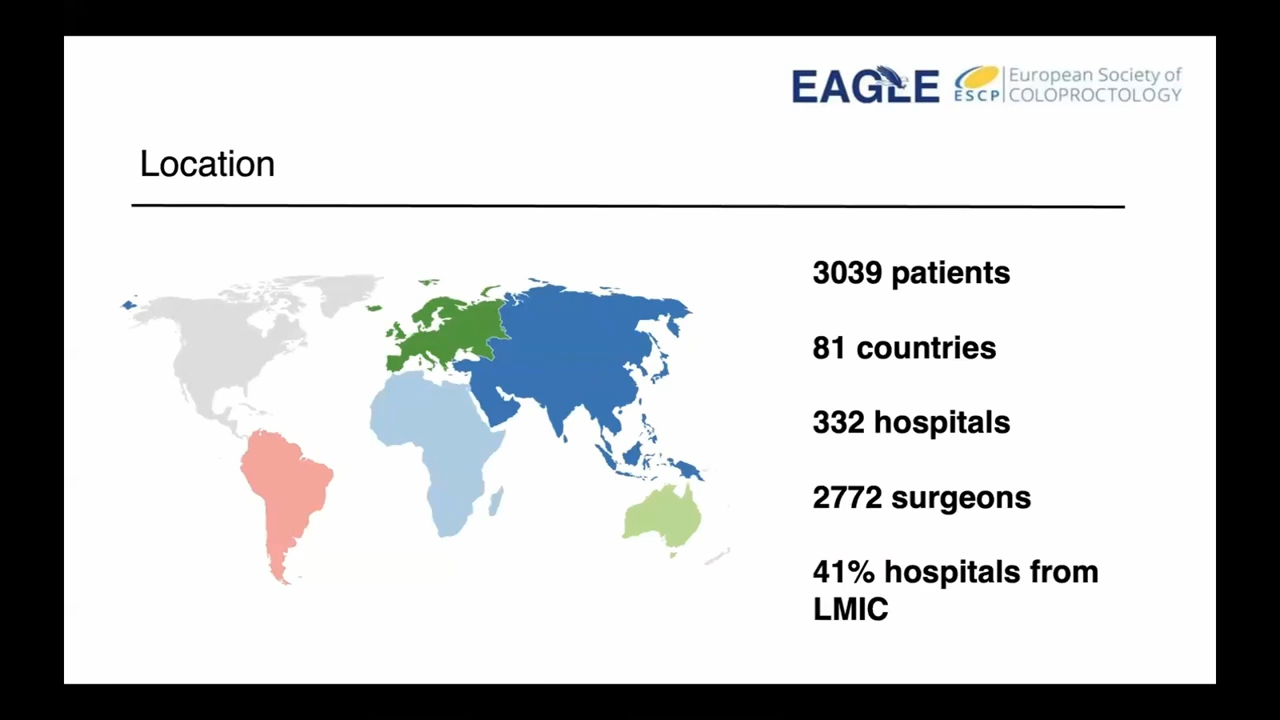 EAGLE
ESCP
European Society of
COLOPROCTOLOGY
Location
3039 patients
81 countries
332 hospitals
2772 surgeons
41% hospitals from
LMIC